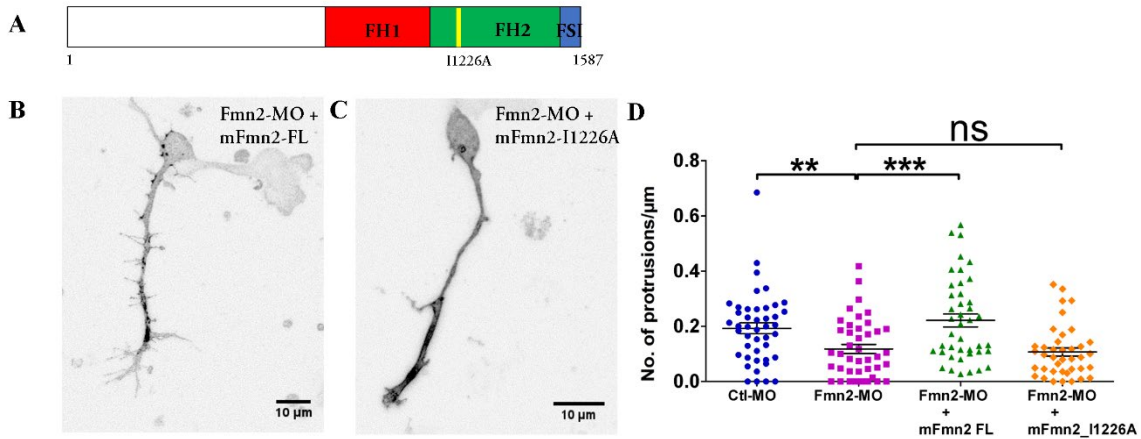 A
FH1
FH2
FSI
1
I1226A
1587
B
Fmn2-MO +
mFmn2-FL
10 µm
C
Fmn2-MO +
mFmn2-I1226A
10 µm
D
ns
**
***
No. of protrusions/µm
0.8
0.6
0.4
0.2
0.0
Ctl-MO
Fmn2-MO
Fmn2-MO
+
mFmn2 FL
Fmn2-MO
+
mFmn2_I1226A